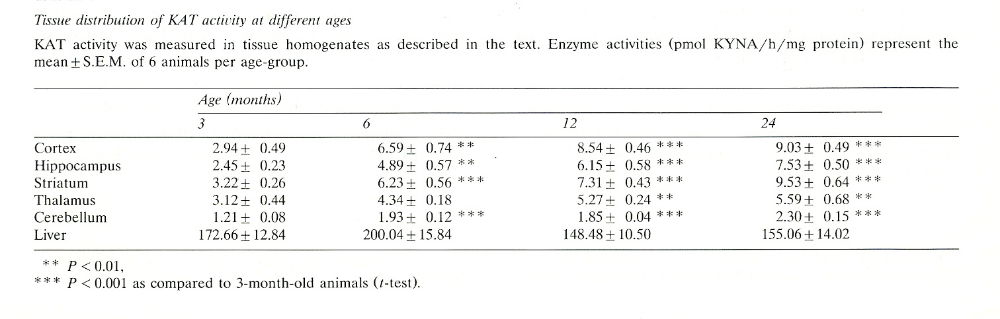 Tissue distribution of KAT activity at different ages
KAT activity was measured in tissue homogenates as described in the text. Enzyme activities (pmol KYNA/h/mg protein) represent the
mean ± S.E.M. of 6 animals per age-group.
Age (months)
3 6 12 24
Cortex 2.94 ± 0.49 6.59 ± 0.74 ** 8.54 ± 0.46 *** 9.03 ± 0.49 ***
Hippocampus 2.45 ± 0.23 4.89 ± 0.57 ** 6.15 ± 0.58 *** 7.53 ± 0.50 ***
Striatum 3.22 ± 0.26 6.23 ± 0.56 *** 7.31 ± 0.43 *** 9.53 ± 0.64 ***
Thalamus 3.12 ± 0.44 4.34 ± 0.18 5.27 ± 0.24 ** 5.59 ± 0.68 **
Cerebellum 1.21 ± 0.08 1.93 ± 0.12 *** 1.85 ± 0.04 *** 2.30 ± 0.15 ***
Liver 172.66 ± 12.84 200.04 ± 15.84 148.48 ± 10.50 155.06 ± 14.02
** P < 0.01,
*** P < 0.001 as compared to 3-month-old animals (t-test).